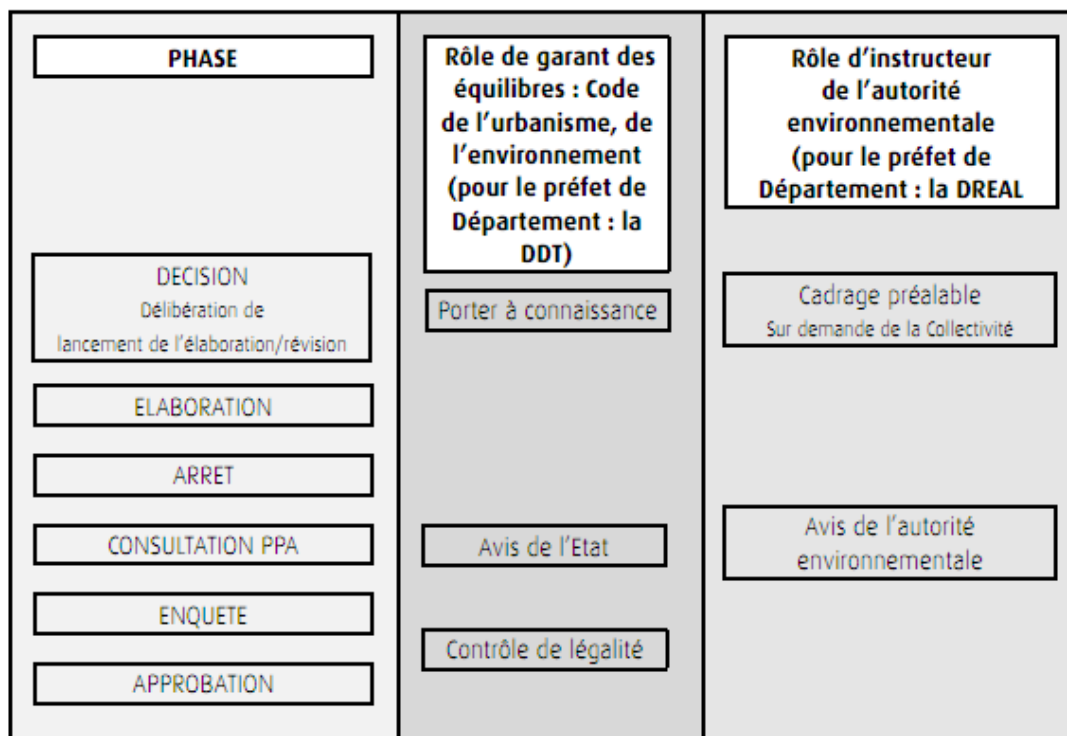 PHASE
DECISION
Délibération de
lancement de l'élaboration/révision
ELABORATION
ARRET
CONSULTATION PPA
ENQUETE
APPROBATION
Rôle de garant des
équilibres : Code
de l'urbanisme, de
l'environnement
(pour le préfet de
Département : la
DDT)
Porter à connaissance
Avis de l'Etat
Contrôle de légalité
Rôle d'instructeur
de l'autorité
environnementale
(pour le préfet de
Département : la DREAL
Cadrage préalable
Sur demande de la Collectivité
Avis de l'autorité
environnementale